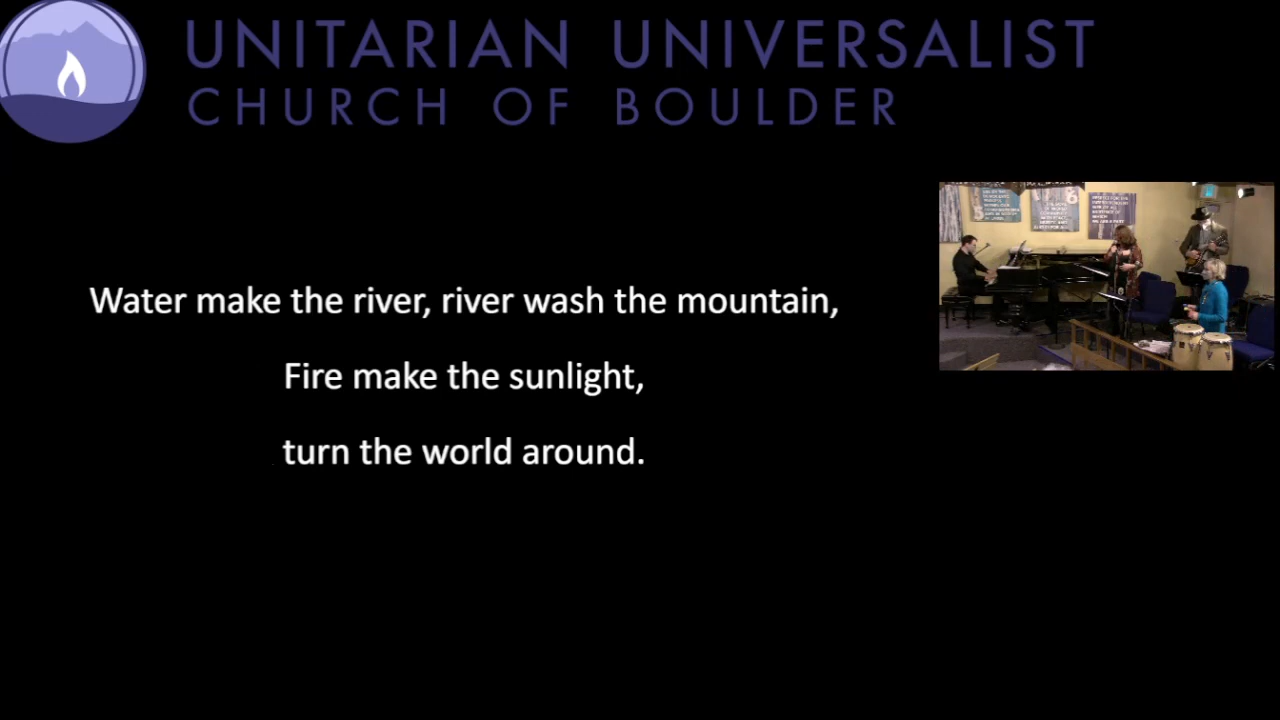 UNITARIAN UNIVERSALIST
CHURCH OF BOULDER
Water make the river, river wash the mountain,
Fire make the sunlight,
turn the world around.